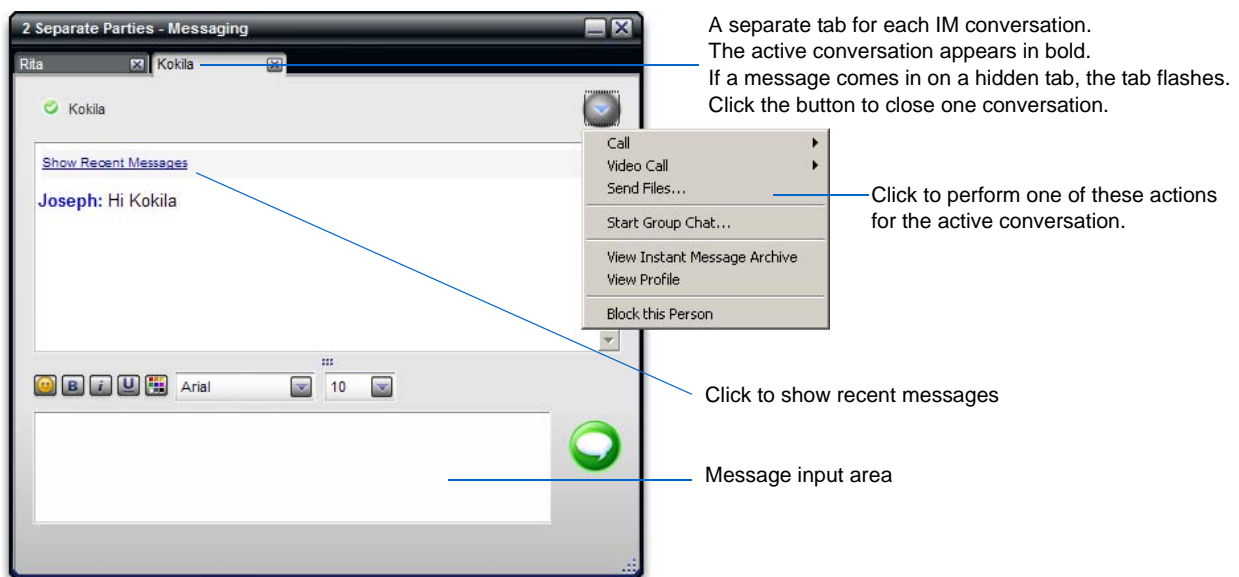 2 Separate Parties - Messaging
Rita
Kokila
Kokila
Show Recent Messages
Joseph: Hi Kokila
Call
Video Call
Send Files...
Start Group Chat...
View Instant Message Archive
View Profile
Block this Person
B i U
Arial
10
A separate tab for each IM conversation.
The active conversation appears in bold.
If a message comes in on a hidden tab, the tab flashes.
Click the button to close one conversation.
Click to perform one of these actions
for the active conversation.
Click to show recent messages
Message input area